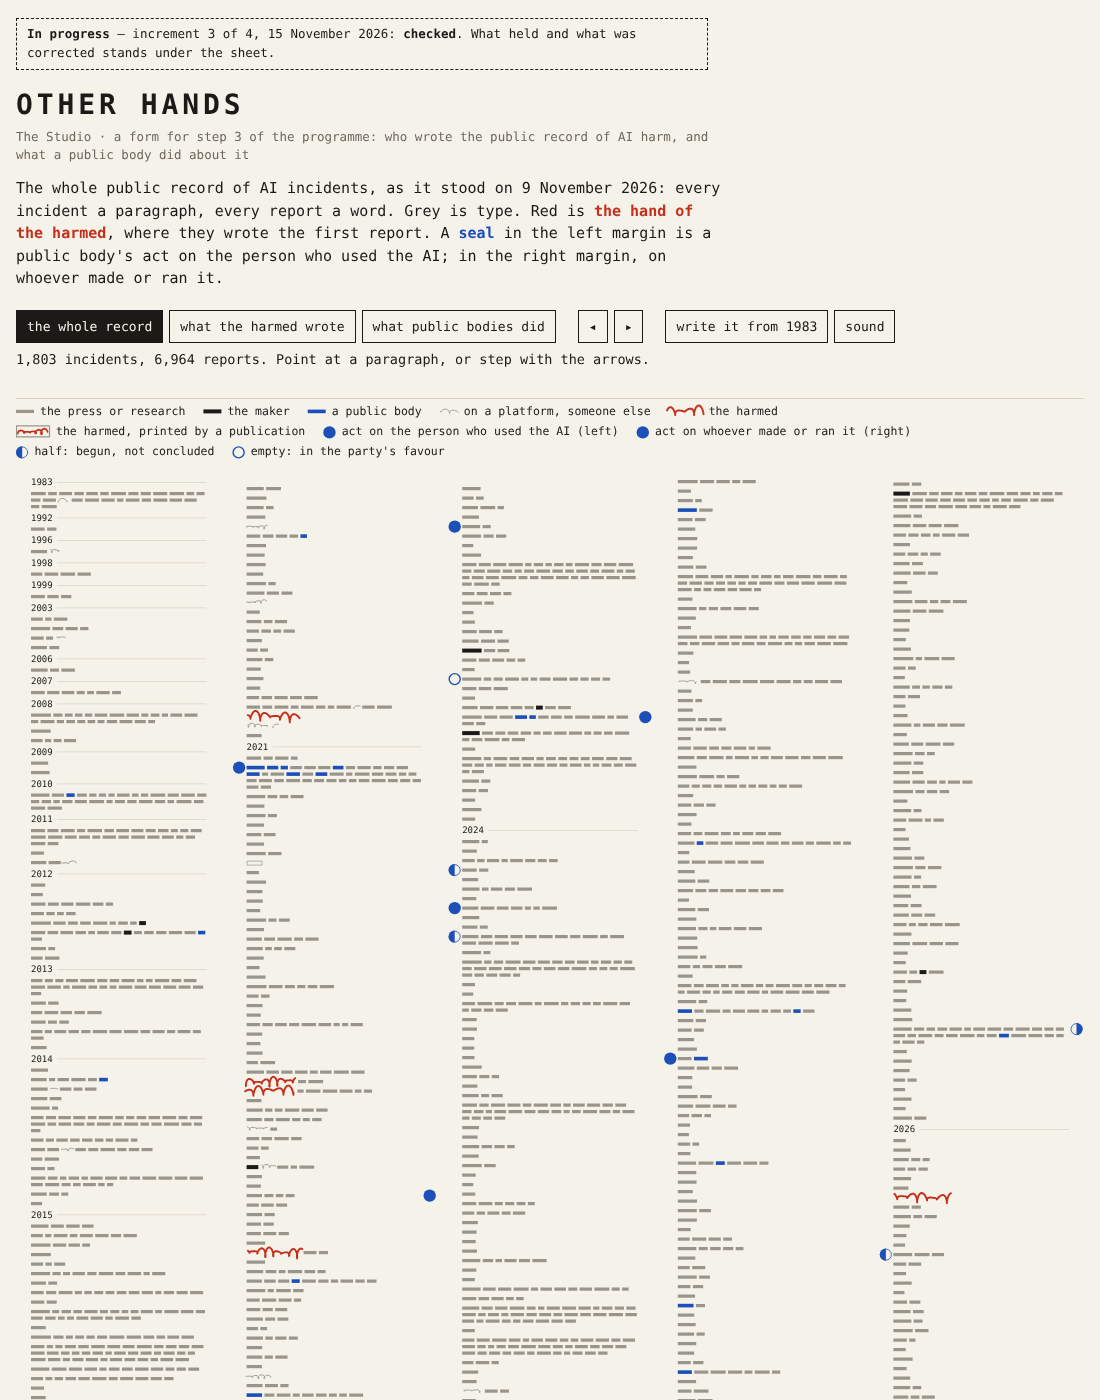 In progress — increment 3 of 4, 15 November 2026: checked. What held and what was
corrected stands under the sheet.
OTHER HANDS
The Studio · a form for step 3 of the programme: who wrote the public record of AI harm, and
what a public body did about it
The whole public record of AI incidents, as it stood on 9 November 2026: every
incident a paragraph, every report a word. Grey is type. Red is the hand of
the harmed, where they wrote the first report. A seal in the left margin is a
public body's act on the person who used the AI; in the right margin, on
whoever made or ran it.
the whole record what the harmed wrote what public bodies did ◂ ▸ write it from 1983 sound
1,803 incidents, 6,964 reports. Point at a paragraph, or step with the arrows.
the press or research the maker a public body on a platform, someone else the harmed
the harmed, printed by a publication act on the person who used the AI (left) act on whoever made or ran it (right)
half: begun, not concluded empty: in the party's favour
1983
1992
1996
1998
1999
2003
2006
2007
2008
2009
2010
2011
2012
2013
2014
2015
2021
2024
2026